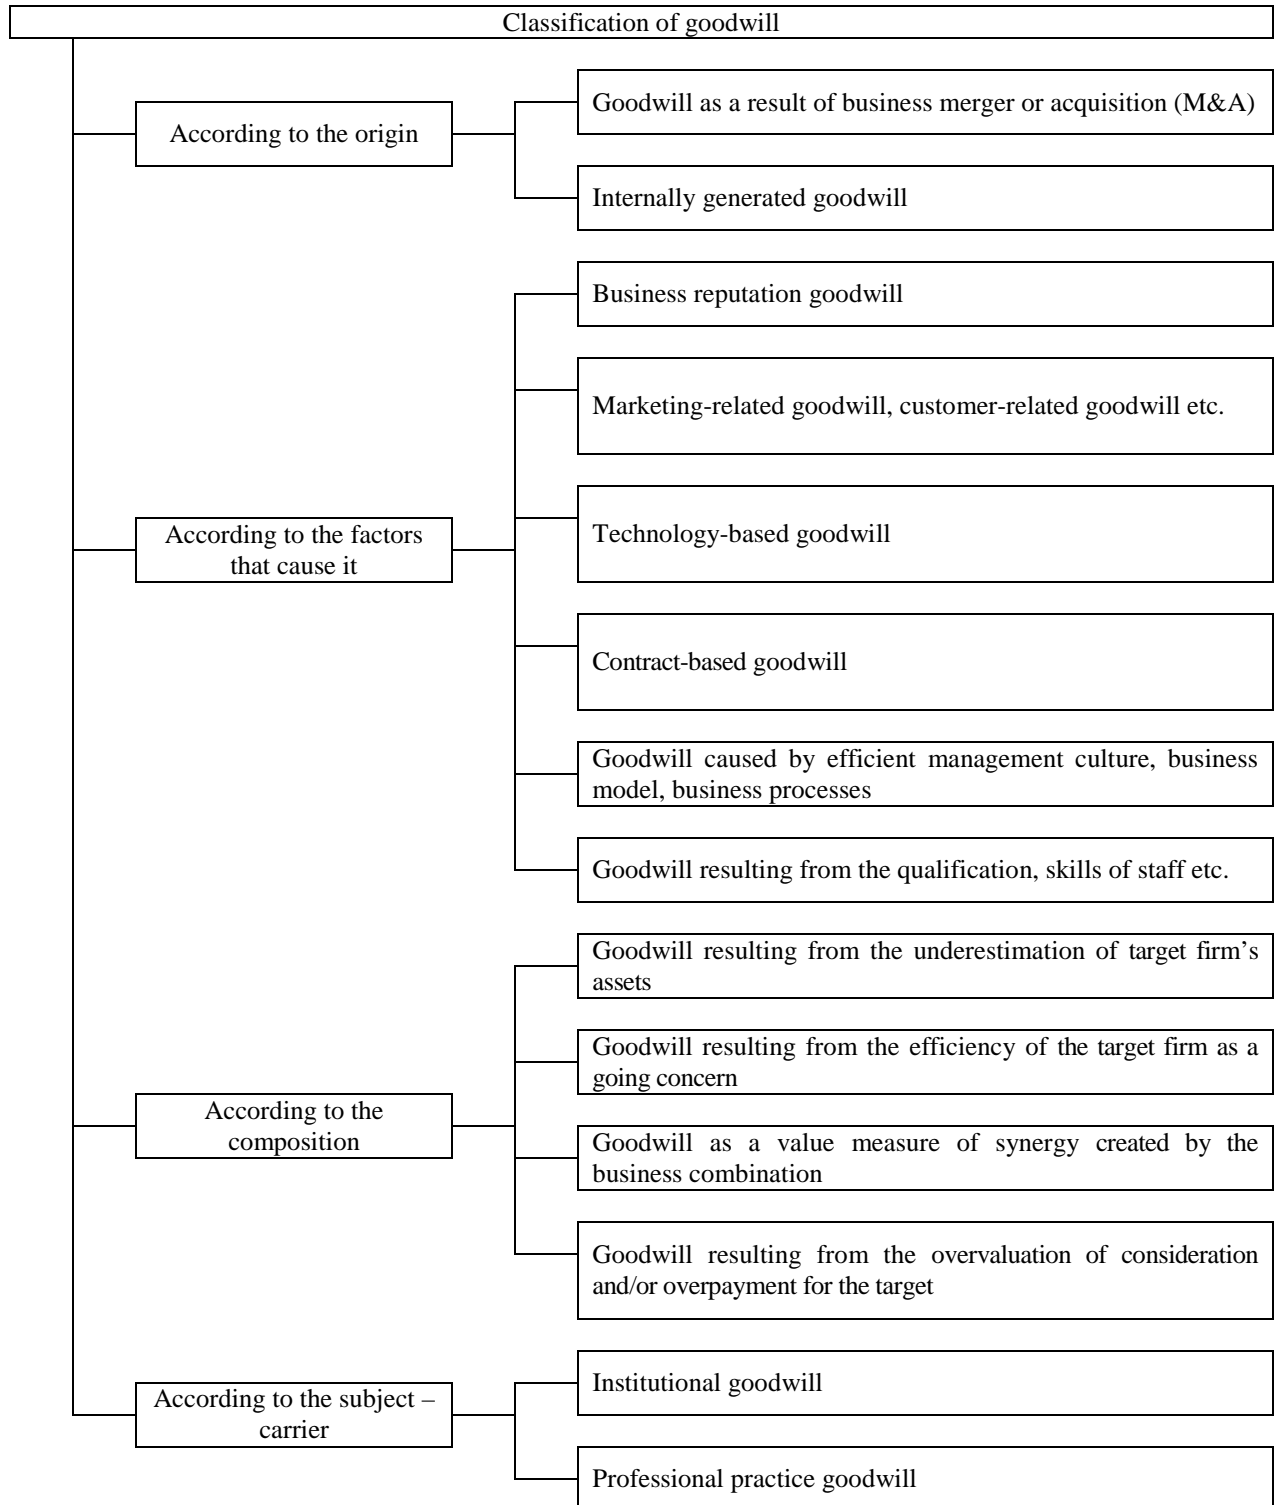 Classification of goodwill
According to the origin
Goodwill as a result of business merger or acquisition (M&A)
Internally generated goodwill
According to the factors
that cause it
Business reputation goodwill
Marketing-related goodwill, customer-related goodwill etc.
Technology-based goodwill
Contract-based goodwill
Goodwill caused by efficient management culture, business
model, business processes
Goodwill resulting from the qualification, skills of staff etc.
According to the
composition
Goodwill resulting from the underestimation of target firm's
assets
Goodwill resulting from the efficiency of the target firm as a
going concern
Goodwill as a value measure of synergy created by the
business combination
Goodwill resulting from the overvaluation of consideration
and/or overpayment for the target
According to the subject –
carrier
Institutional goodwill
Professional practice goodwill